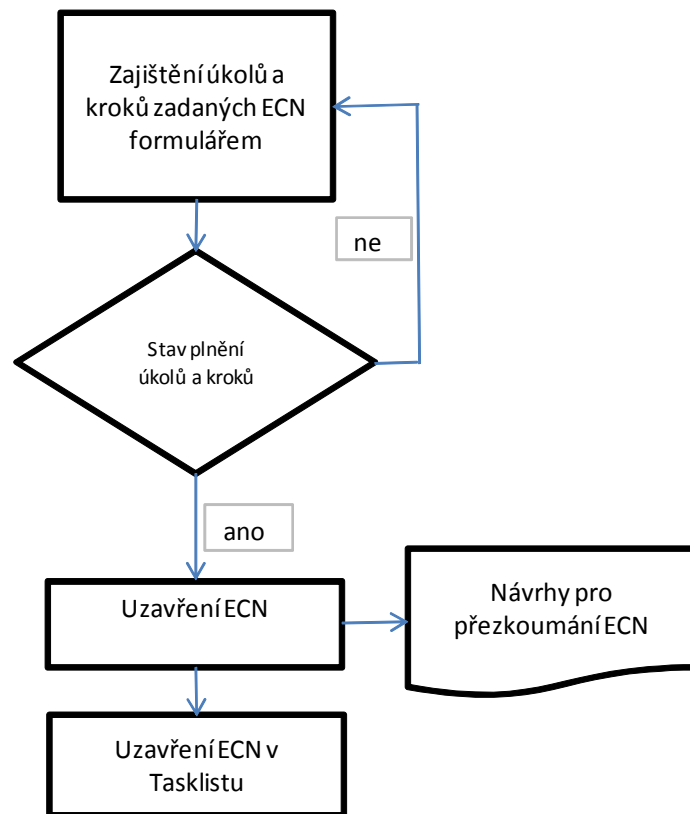 Zajištění úkolů a
kroků zadaných ECN
formulářem
ne
Stav plnění
úkolů a kroků
ano
Uzavření ECN
Návrhy pro
přezkoumání ECN
Uzavření ECN v
Tasklistu